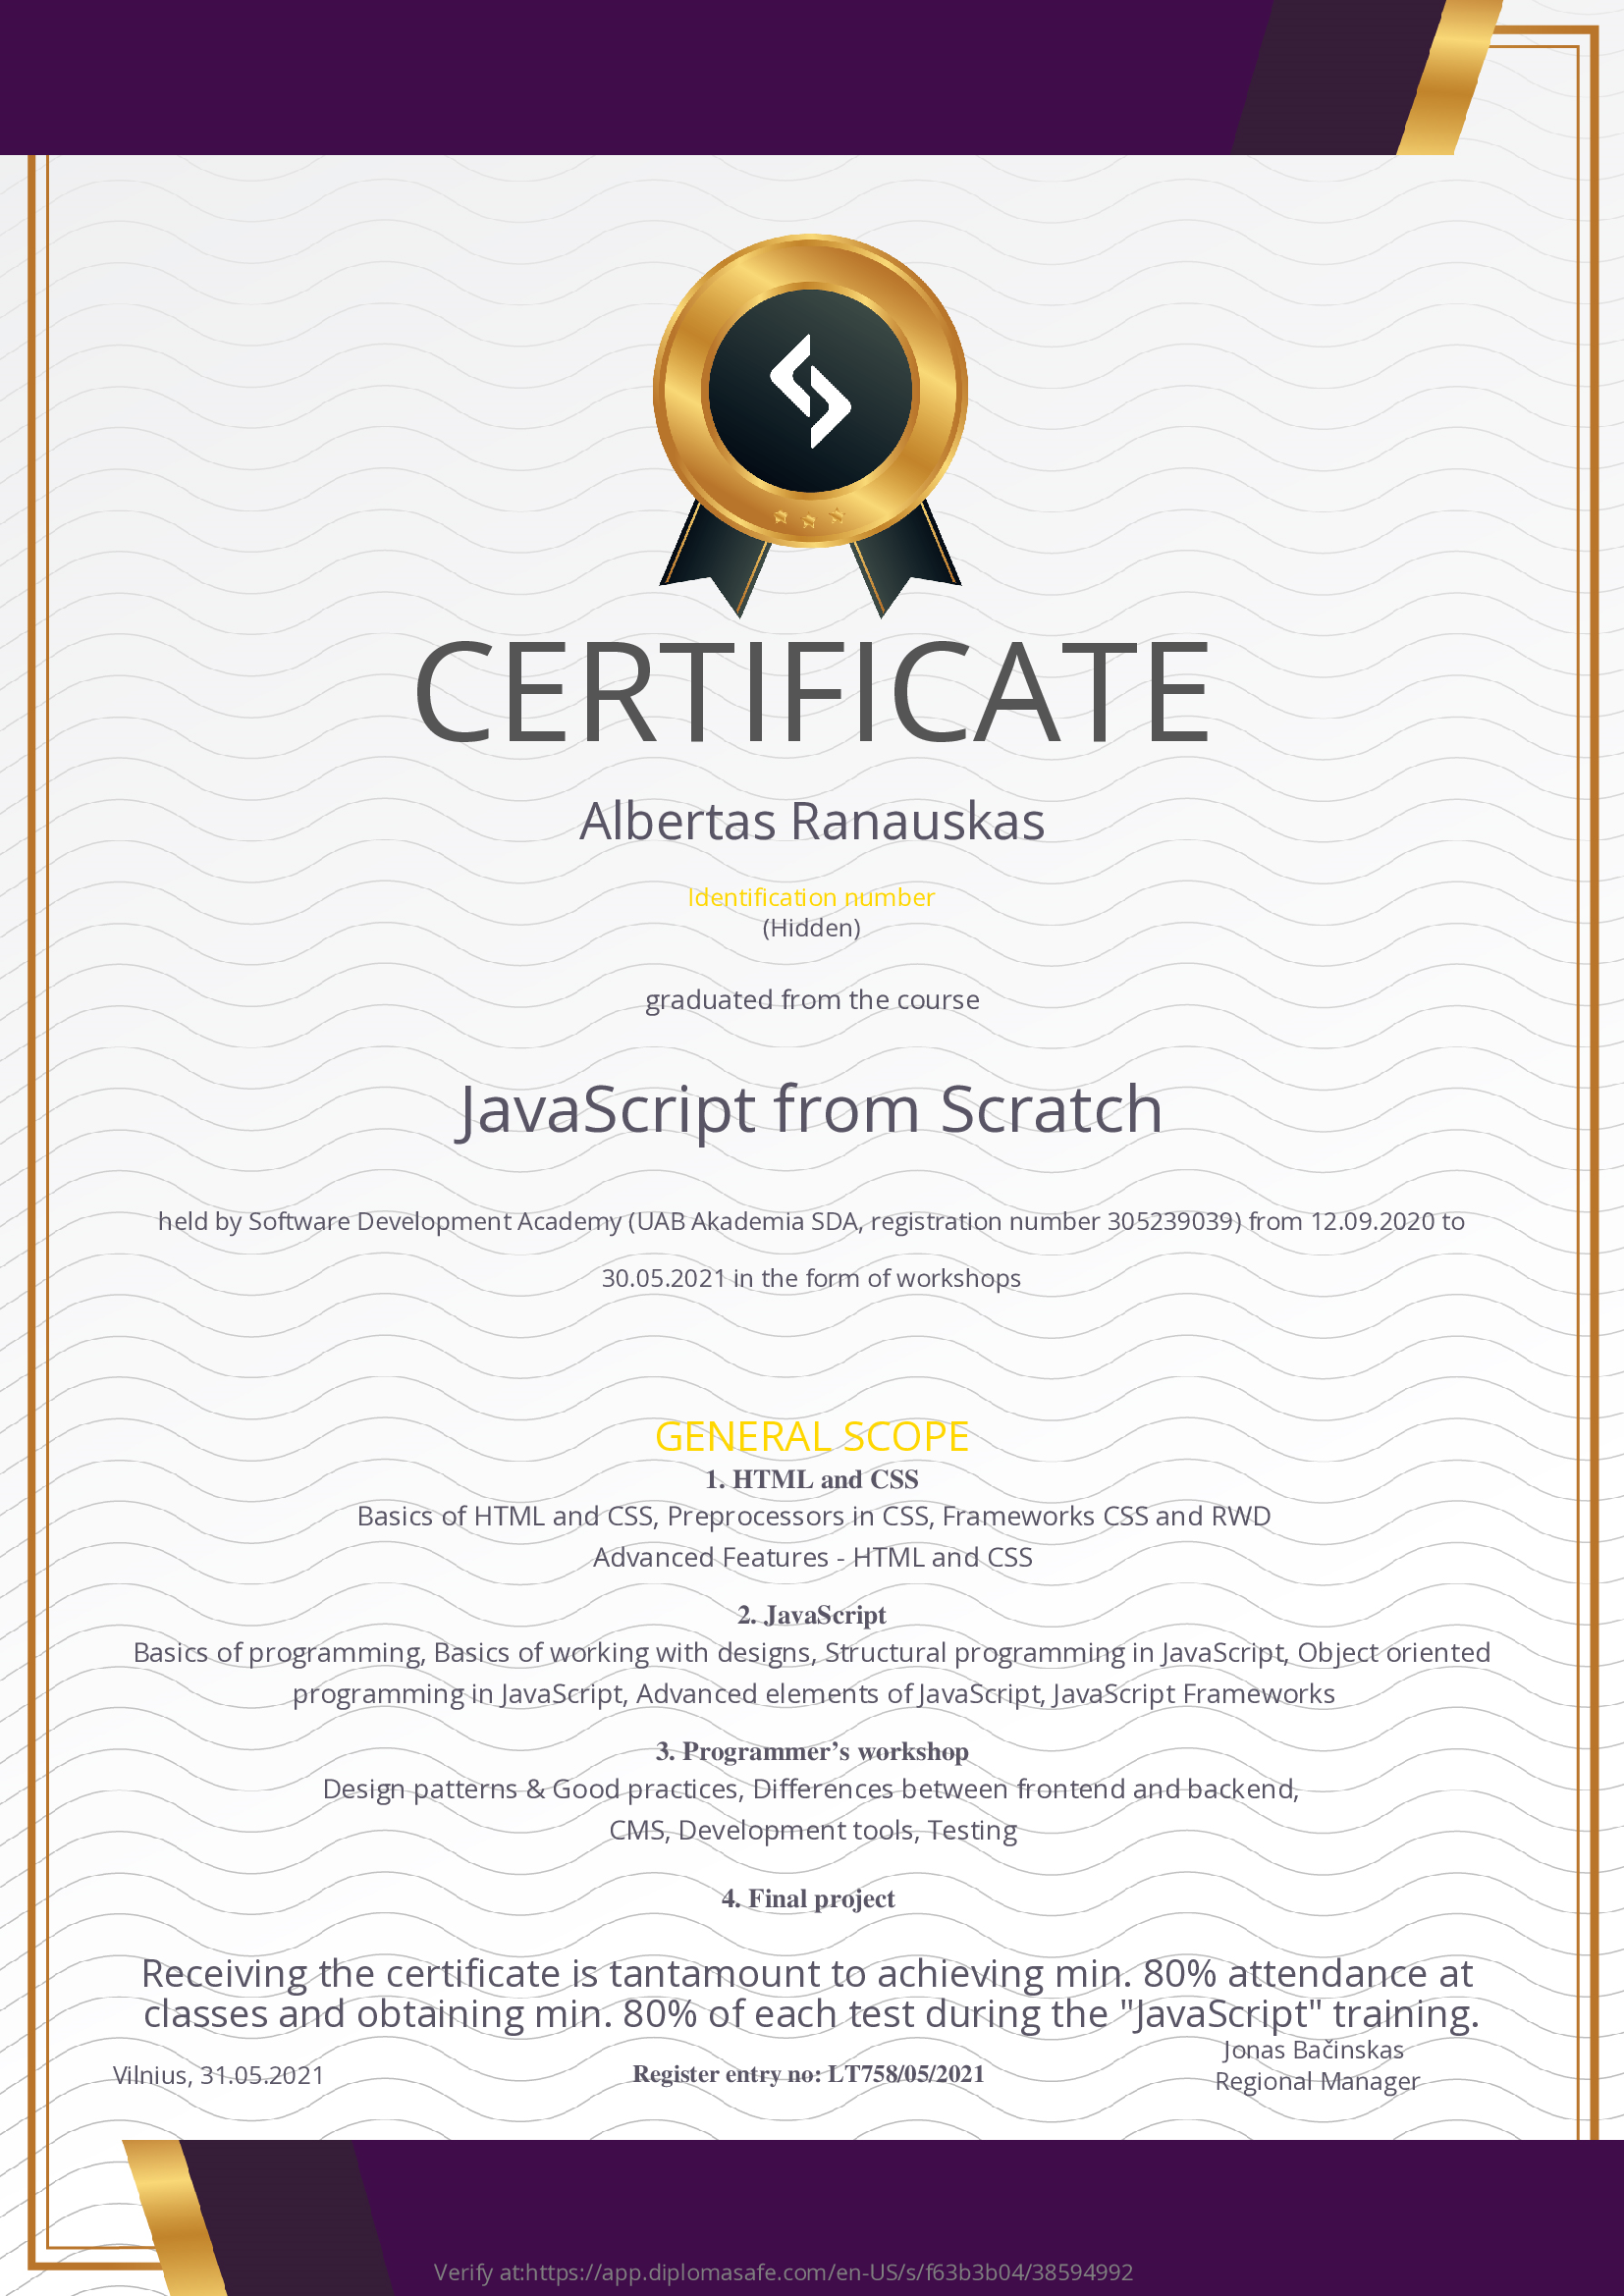 CERTIFICATE
Albertas Ranauskas
Identification number
(Hidden)
graduated from the course
JavaScript from Scratch
held by Software Development Academy (UAB Akademia SDA, registration number 305239039) from 12.09.2020 to
30.05.2021 in the form of workshops
GENERAL SCOPE
1. HTML and CSS
Basics of HTML and CSS, Preprocessors in CSS, Frameworks CSS and RWD
Advanced Features - HTML and CSS
2. JavaScript
Basics of programming, Basics of working with designs, Structural programming in JavaScript, Object oriented
programming in JavaScript, Advanced elements of JavaScript, JavaScript Frameworks
3. Programmer’s workshop
Design patterns & Good practices, Differences between frontend and backend,
CMS, Development tools, Testing
4. Final project
Receiving the certificate is tantamount to achieving min. 80% attendance at
classes and obtaining min. 80% of each test during the "JavaScript" training.
Vilnius, 31.05.2021
Register entry no: LT758/05/2021
Jonas Bačinskas
Regional Manager
Verify at:https://app.diplomasafe.com/en-US/s/ff63b3b04/38594992